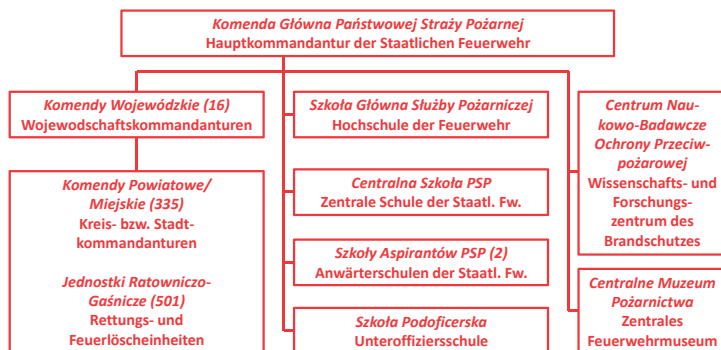 Komenda Główna Państwowej Straży Pożarnej
Hauptkommandantur der Staatlichen Feuerwehr
Komendy Wojewódzkie (16)
Wojewodschaftskommandanturen
Komendy Powiatowe/
Miejskie (335)
Kreis- bzw. Stadt-
kommandanturen
Jednostki Ratowniczo-
Gaśnicze (501)
Rettungs- und
Feuerlöscheinheiten
Szkoła Główna Służby Pożarniczej
Hochschule der Feuerwehr
Centralna Szkoła PSP
Zentrale Schule der Staatl. Fw.
Szkoły Aspirantów PSP (2)
Anwärterschulen der Staatl. Fw.
Szkoła Podoficerska
Unteroffiziersschule
Centrum Nau-
kowo-Badawcze
Ochrony Przeciw-
pożarowej
Wissenschafts- und
Forschungs-
zentrum des
Brandschutzes
Centralne Muzeum
Pożarnictwa
Zentrales
Feuerwehrmuseum